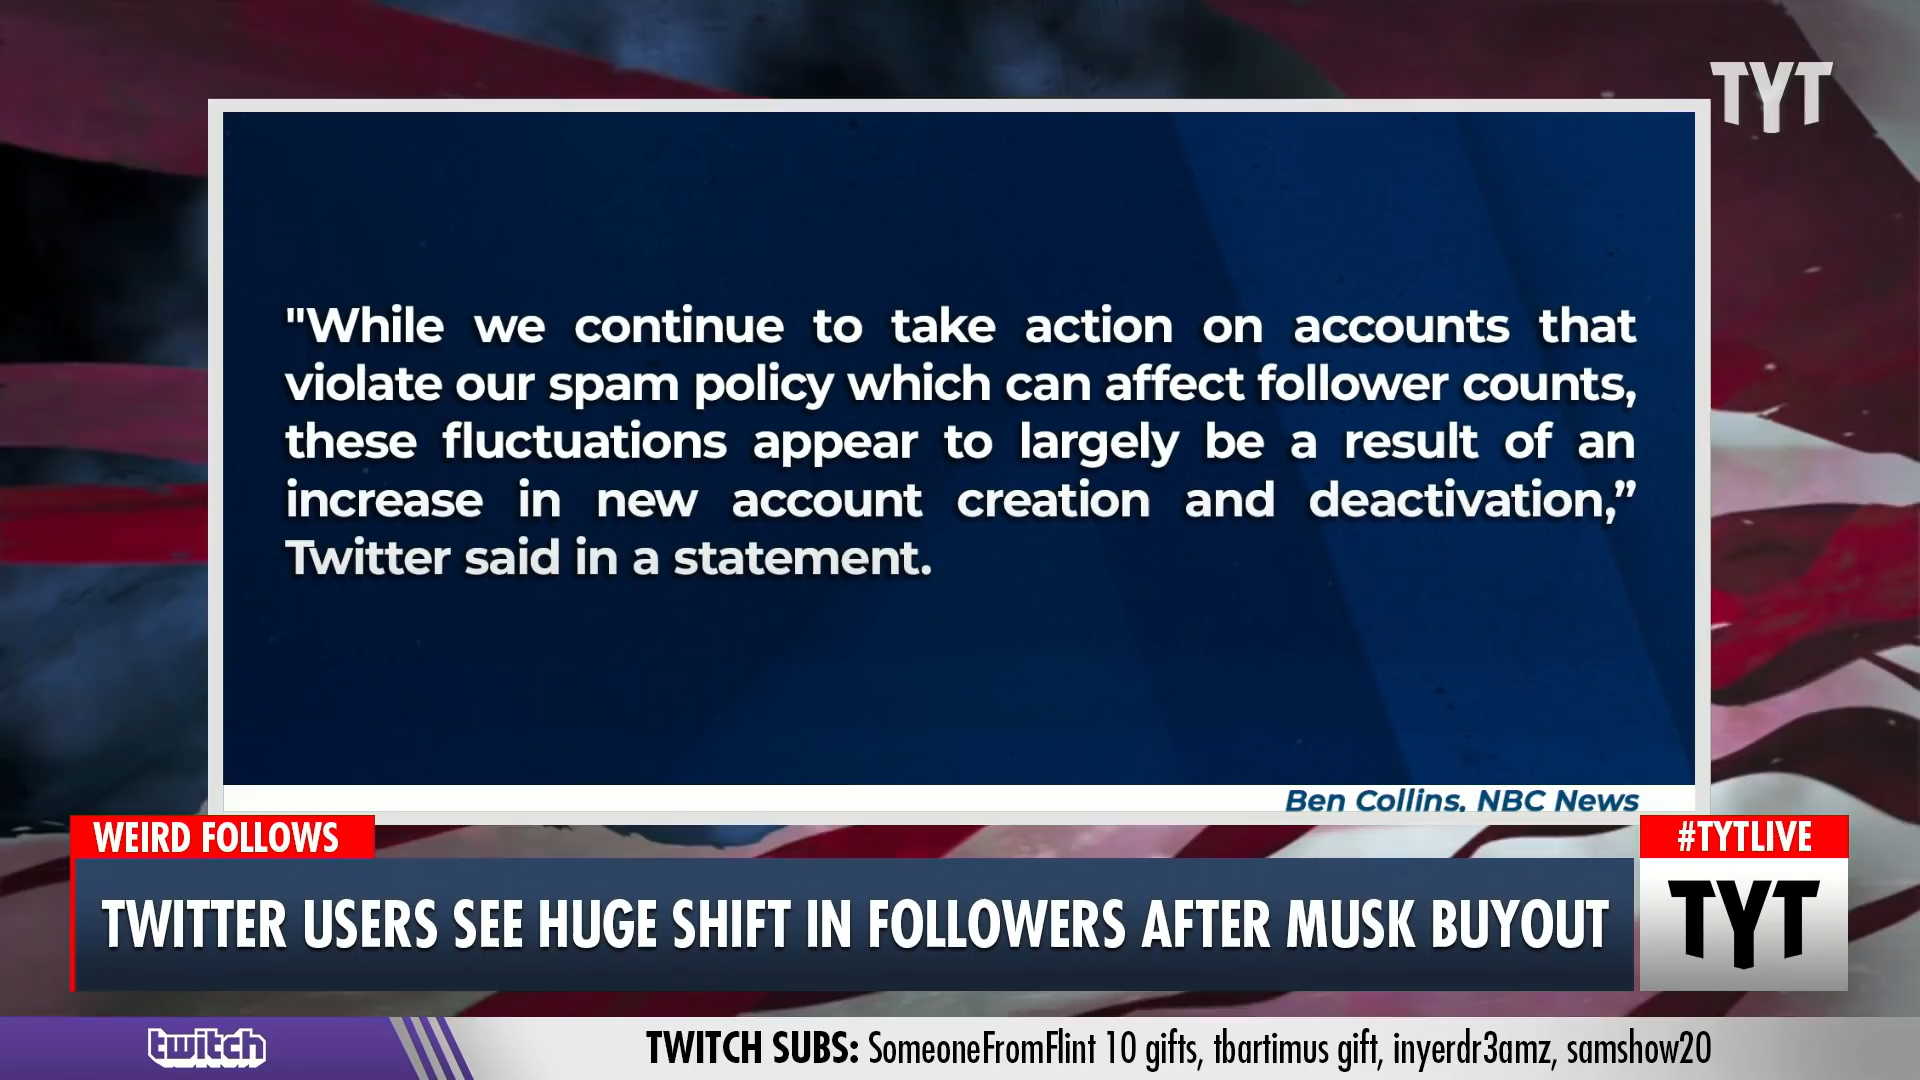 TYT
"While we continue to take action on accounts that
violate our spam policy which can affect follower counts,
these fluctuations appear to largely be a result of an
increase in new account creation and deactivation,”
Twitter said in a statement.
Ben Collins, NBC News
WEIRD FOLLOWS
#TYTLIVE
TWITTER USERS SEE HUGE SHIFT IN FOLLOWERS AFTER MUSK BUYOUT
TYT
twitch
TWITCH SUBS: SomeoneFromFlint 10 gifts, tbartimus gift, inyerdr3amz, samshow20